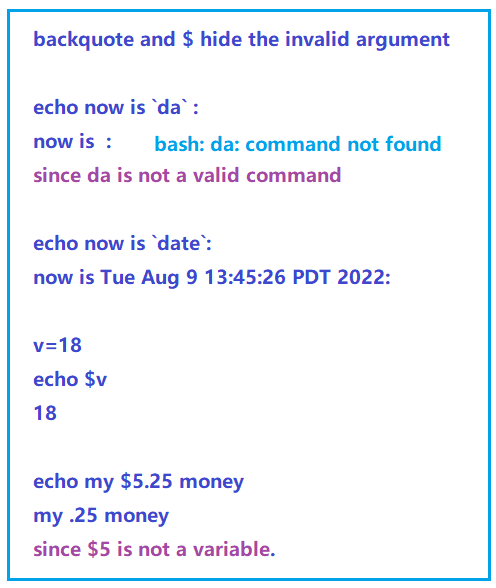 backquote and $ hide the invalid argument
echo now is `da` :
now is  :     bash: da: command not found
since da is not a valid command
echo now is `date`:
now is Tue Aug 9 13:45:26 PDT 2022:
v=18
echo $v
18
echo my $5.25 money
my .25 money
since $5 is not a variable.